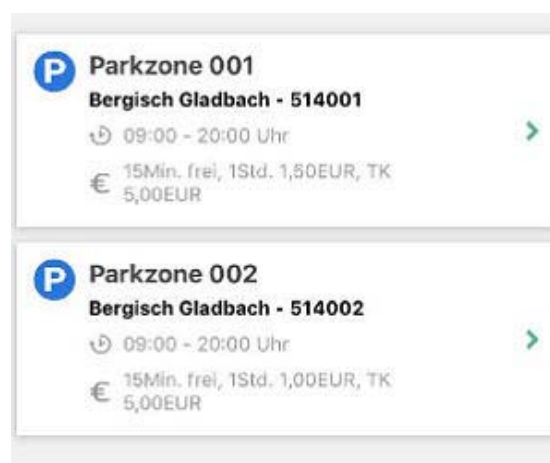 P Parkzone 001
Bergisch Gladbach - 514001
09:00 - 20:00 Uhr
€ 15Min. frei, 1Std. 1,50EUR, TK
5,00EUR
P Parkzone 002
Bergisch Gladbach - 514002
09:00 - 20:00 Uhr
€ 15Min. frei, 1Std. 1,00EUR, TK
5,00EUR